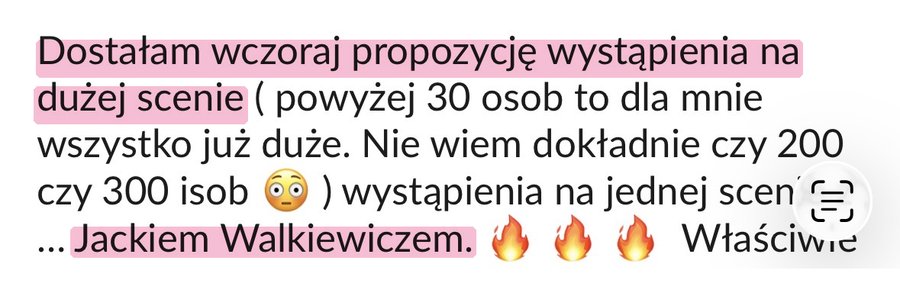 Dostałam wczoraj propozycję wystąpienia na
dużej scenie ( powyżej 30 osob to dla mnie
wszystko już duże. Nie wiem dokładnie czy 200
czy 300 isob 😳 ) wystąpienia na jednej
... Jackiem Walkiewiczem. 🔥 🔥 🔥 Właściwie